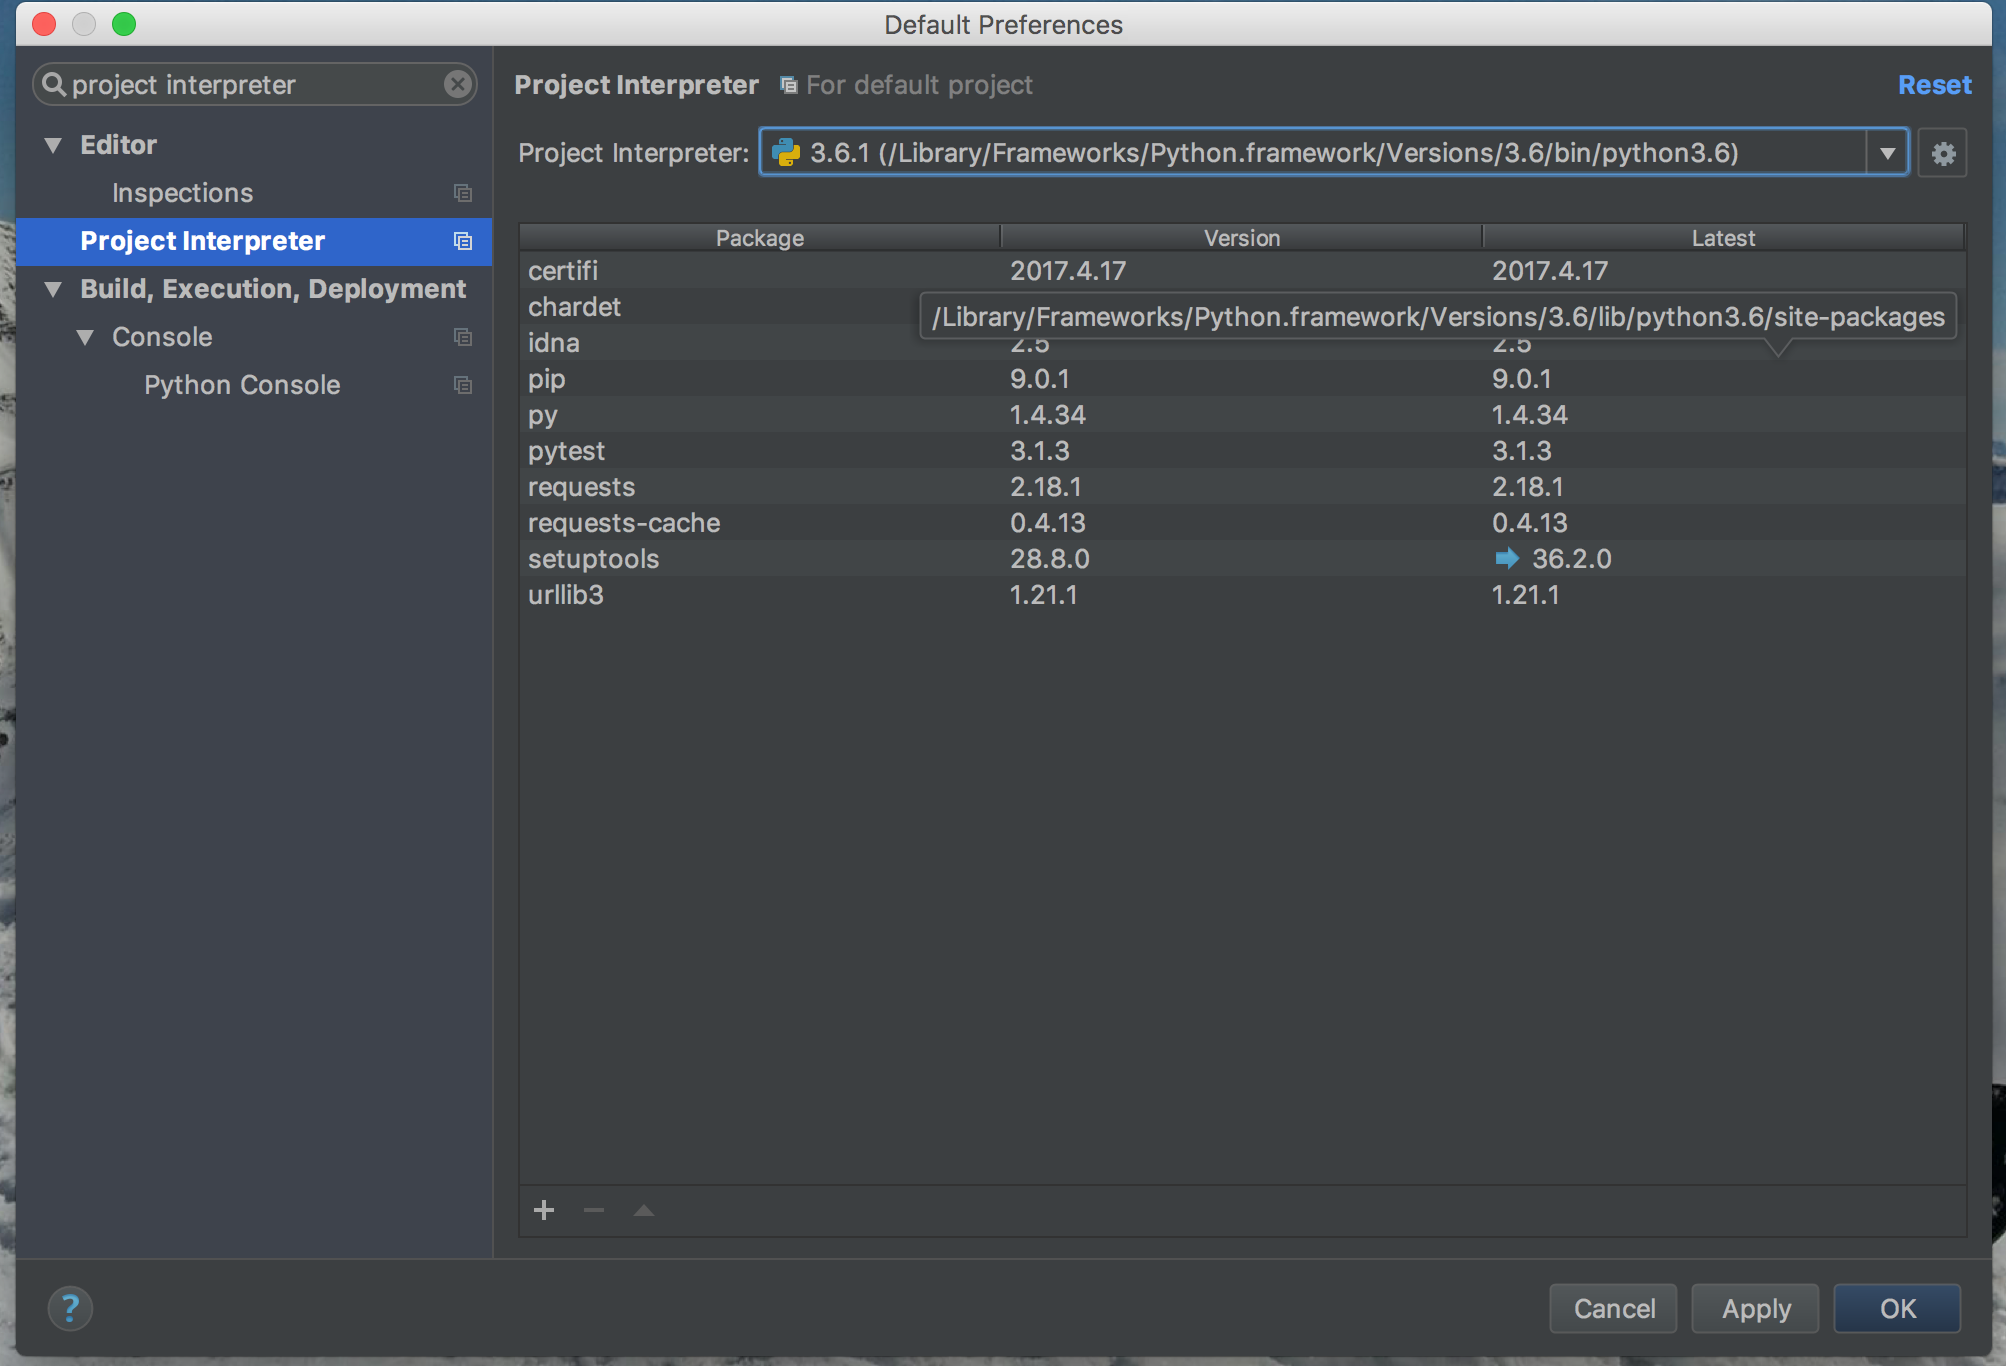 Default Preferences
project interpreter
Editor
Inspections
Project Interpreter
Build, Execution, Deployment
Console
Python Console
Project Interpreter For default project Reset
Project Interpreter: 3.6.1 (/Library/Frameworks/Python.framework/Versions/3.6/bin/python3.6)
Package Version Latest
certifi 2017.4.17 2017.4.17
chardet
/Library/Frameworks/Python.framework/Versions/3.6/lib/python3.6/site-packages
idna 2.5 2.5
pip 9.0.1 9.0.1
py 1.4.34 1.4.34
pytest 3.1.3 3.1.3
requests 2.18.1 2.18.1
requests-cache 0.4.13 0.4.13
setuptools 28.8.0 36.2.0
urllib3 1.21.1 1.21.1
?
Cancel Apply OK